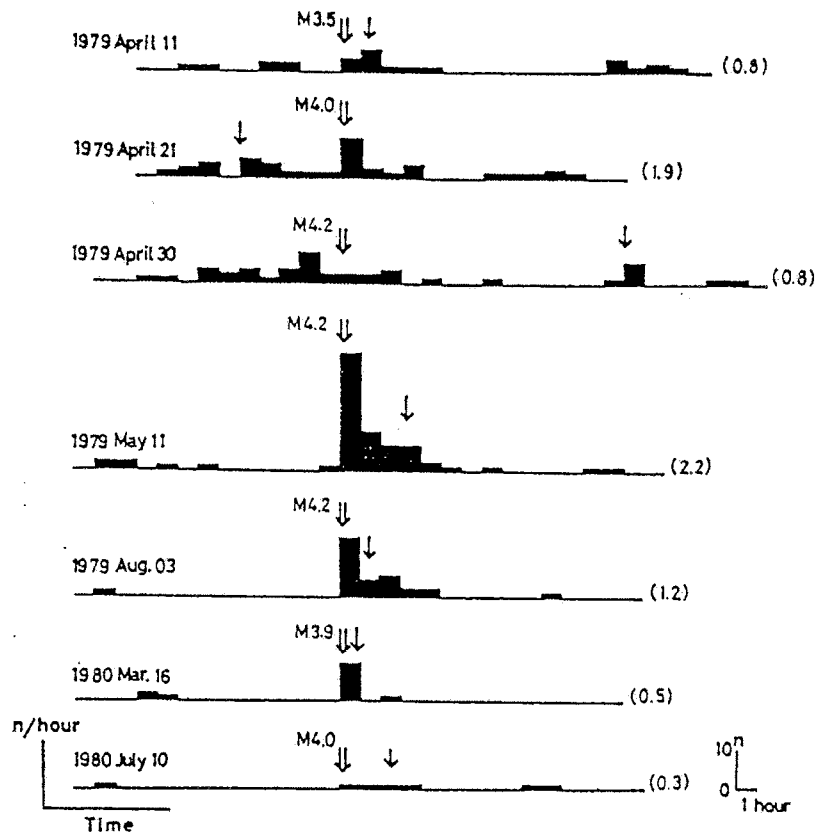 M3.5
1979 April 11
(0.8)
M4.0
1979 April 21
(1.9)
M4.2
1979 April 30
(0.8)
M4.2
1979 May 11
(2.2)
M4.2
1979 Aug. 03
(1.2)
M3.9
1980 Mar. 16
(0.5)
n/hour
M4.0
1980 July 10
(0.3)
Time
10 n
0
1 hour